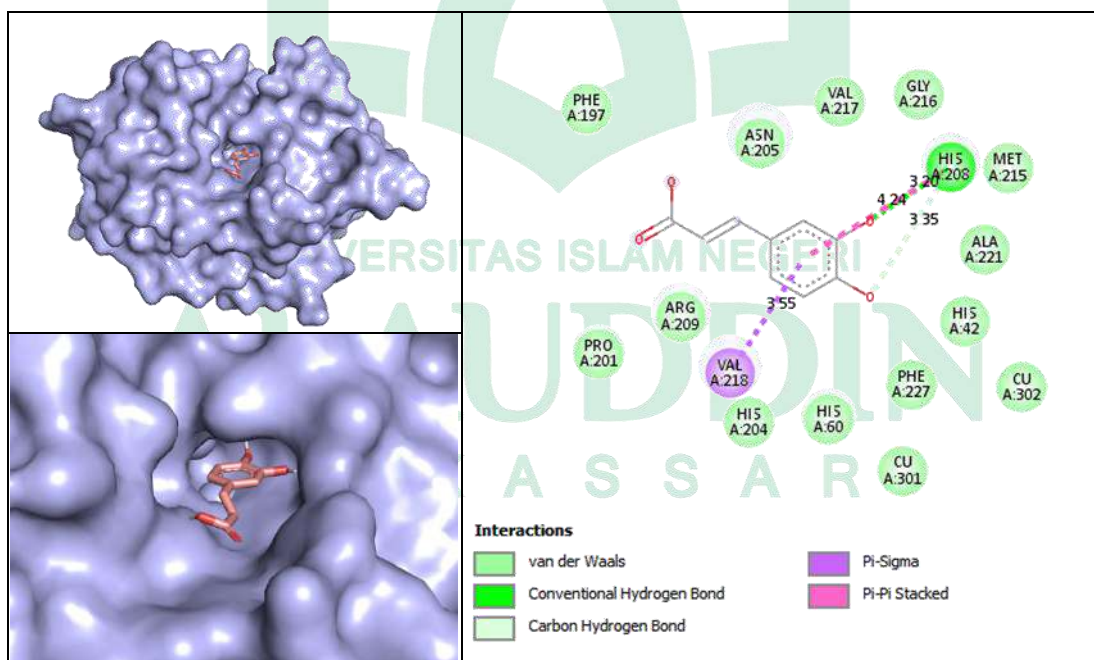 PHE
A:197
ASN
A:205
VAL
A:217
GLY
A:216
HIS
A:208
MET
A:215
3.20
4.24
3.35
O
O
O
O
ALA
A:221
VERSITAS ISLAM NEGERI
ARG
A:209
3.55
HIS
A:42
PRO
A:201
VAL
A:218
PHE
A:227
CU
A:302
AUDDIN
HIS
A:204
HIS
A:60
CU
A:301
ASSAR
Interactions
van der Waals
Conventional Hydrogen Bond
Carbon Hydrogen Bond
Pi-Sigma
Pi-Pi Stacked